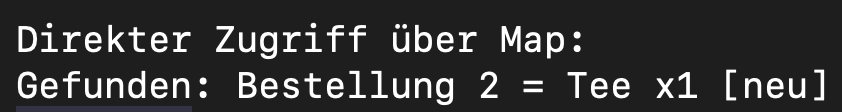 Direkter Zugriff über Map:
Gefunden: Bestellung 2 = Tee x1 [neu]